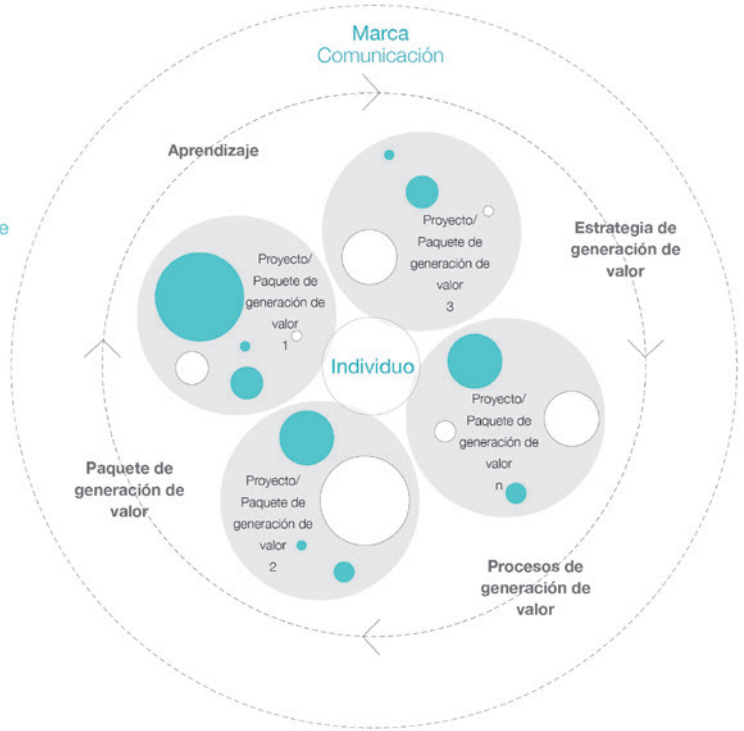 Marca
Comunicación
Aprendizaje
e
Estrategia de
generación de
valor
Proyecto/
Paquete de
generación de
valor
3
Proyecto/
Paquete de
generación de
valor
1
Individuo
Proyecto/
Paquete de
generación de
valor
n
Paquete de
generación de
valor
Proyecto/
Paquete de
generación de
valor
2
Procesos de
generación de
valor